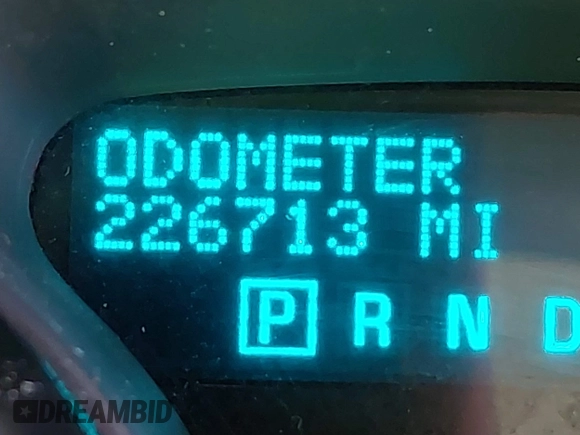 ODOMETER
226713 MI
P R N D
DREAMBID